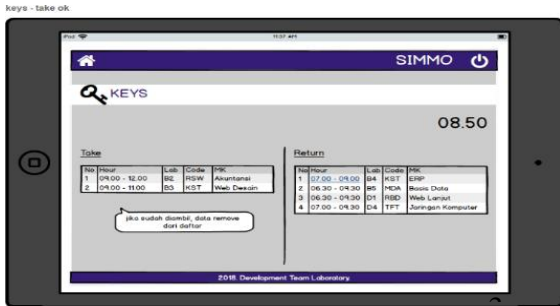 keys - take ok
iPad
11:07 AM
SIMMO
KEYS
08.50
Take
No Hour Lab Code MK
1 09.00 - 12.00 B2 RSW Akuntansi
2 09.00 - 11.00 B3 KST Web Desain
jika sudah diambil, data remove
dari daftar
Return
No Hour Lab Code MK
1 07.00 - 09.00 B4 KST ERP
2 06.30 - 09.30 B5 MDA Basis Data
3 06.30 - 09.30 D1 RBD Web Lanjut
4 07.00 - 09.30 D4 TFT Jaringan Komputer
2018. Development Team Laboratory.